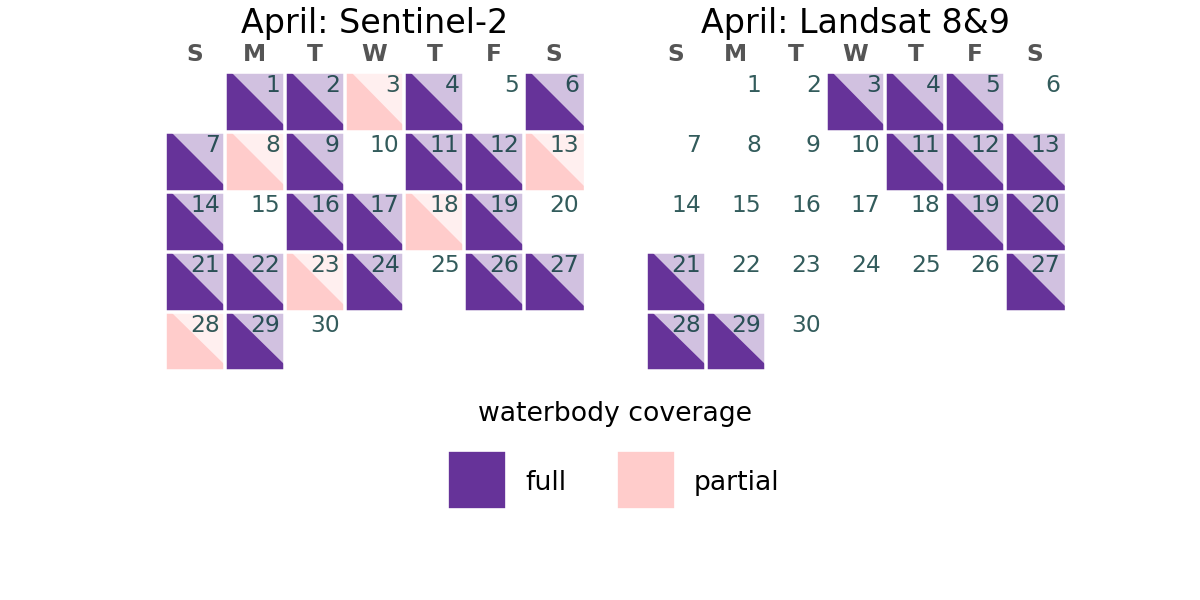 April: Sentinel-2
S M T W T F S
1 2 3 4 5 6
7 8 9 10 11 12 13
14 15 16 17 18 19 20
21 22 23 24 25 26 27
28 29 30
April: Landsat 8&9
S M T W T F S
1 2 3 4 5 6
7 8 9 10 11 12 13
14 15 16 17 18 19 20
21 22 23 24 25 26 27
28 29 30
waterbody coverage
full partial